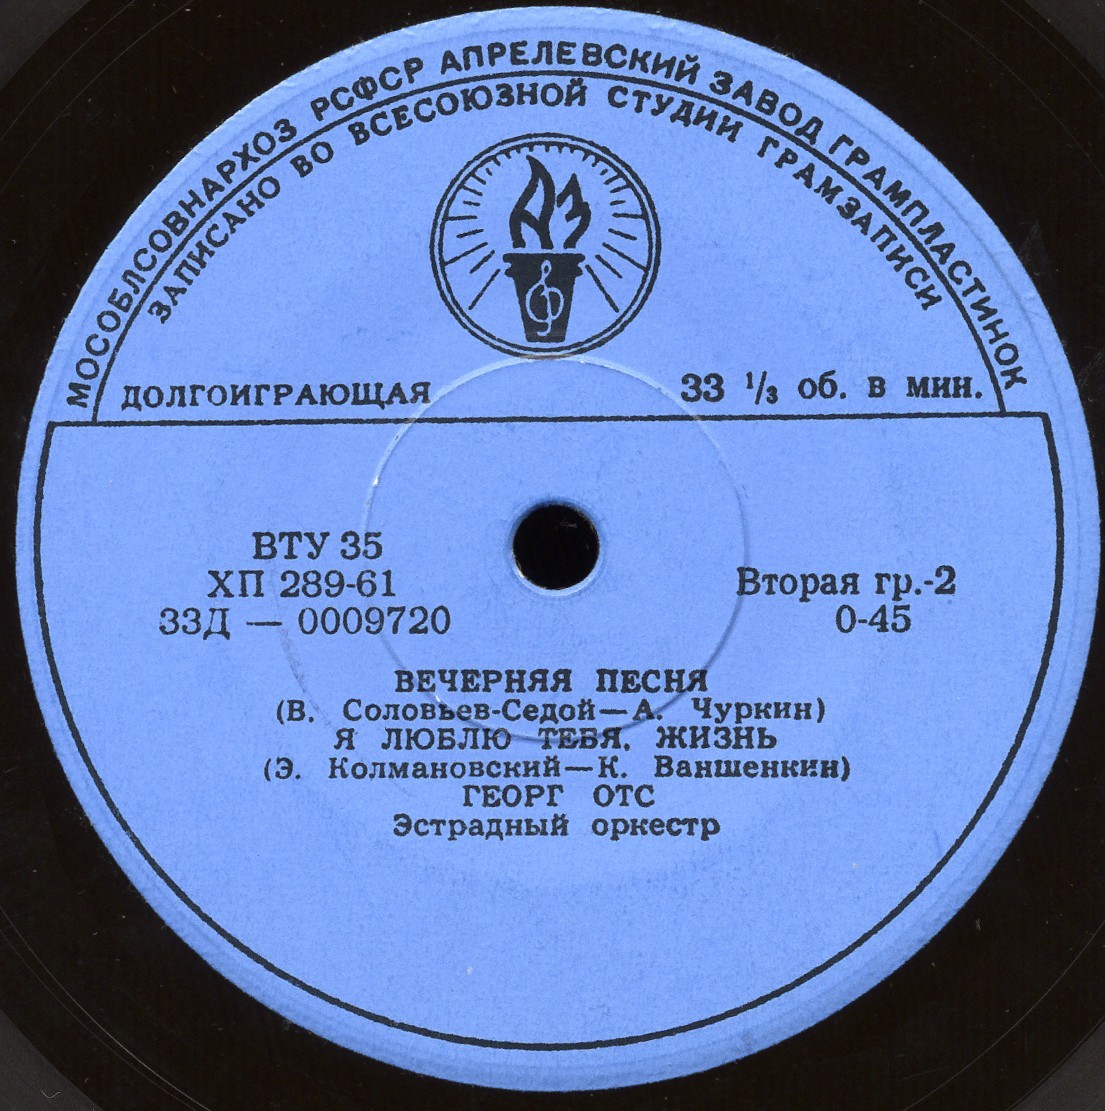 МОСОБЛСОВНАРХОЗ РСФСР АПРЕЛЕВСКИЙ ЗАВОД ГРАМПЛАСТИНОК
ЗАПИСАНО ВО ВСЕСОЮЗНОЙ СТУДИИ ГРАМЗАПИСИ
АЗ
ДОЛГОИГРАЮЩАЯ 33 1/3 об. в мин.
ВТУ 35
ХП 289-61
33Д — 0009720
Вторая гр.-2
0-45
ВЕЧЕРНЯЯ ПЕСНЯ
(В. Соловьев-Седой—А. Чуркин)
Я ЛЮБЛЮ ТЕБЯ, ЖИЗНЬ
(Э. Колмановский—К. Ваншенкин)
ГЕОРГ ОТС
Эстрадный оркестр